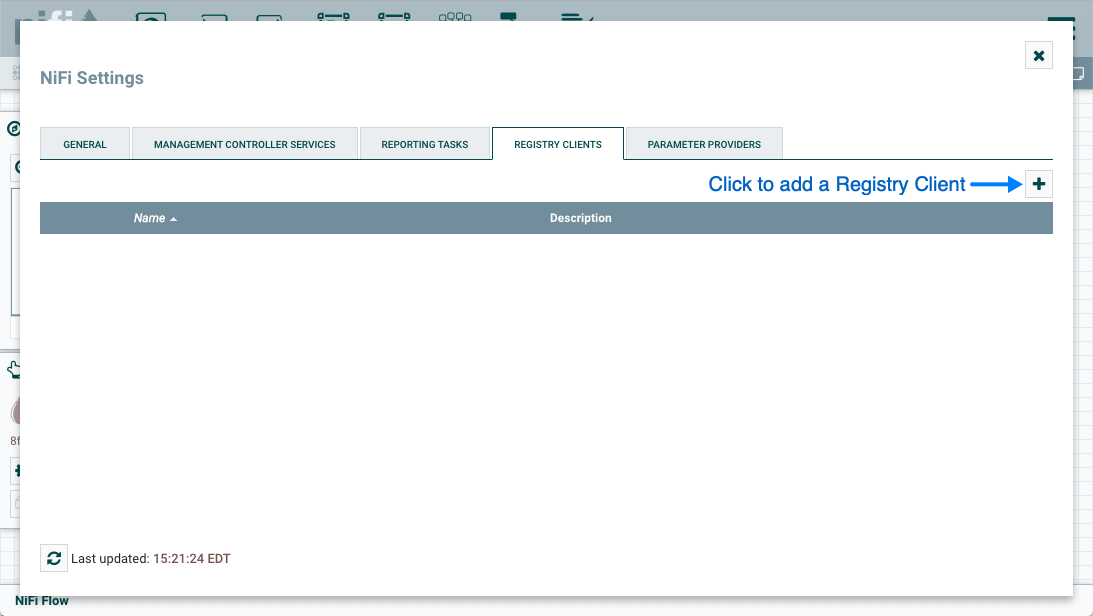 NiFi Settings
GENERAL
MANAGEMENT CONTROLLER SERVICES
REPORTING TASKS
REGISTRY CLIENTS
PARAMETER PROVIDERS
Click to add a Registry Client
Name
Description
Last updated: 15:21:24 EDT
NiFi Flow